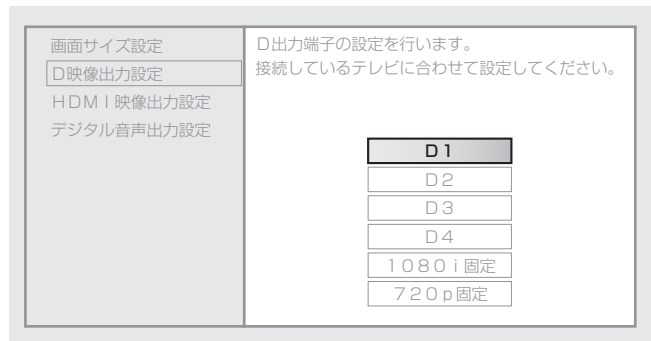 画面サイズ設定
D映像出力設定
HDMI映像出力設定
デジタル音声出力設定
D出力端子の設定を行います。
接続しているテレビに合わせて設定してください。
D1
D2
D3
D4
1080i固定
720p固定